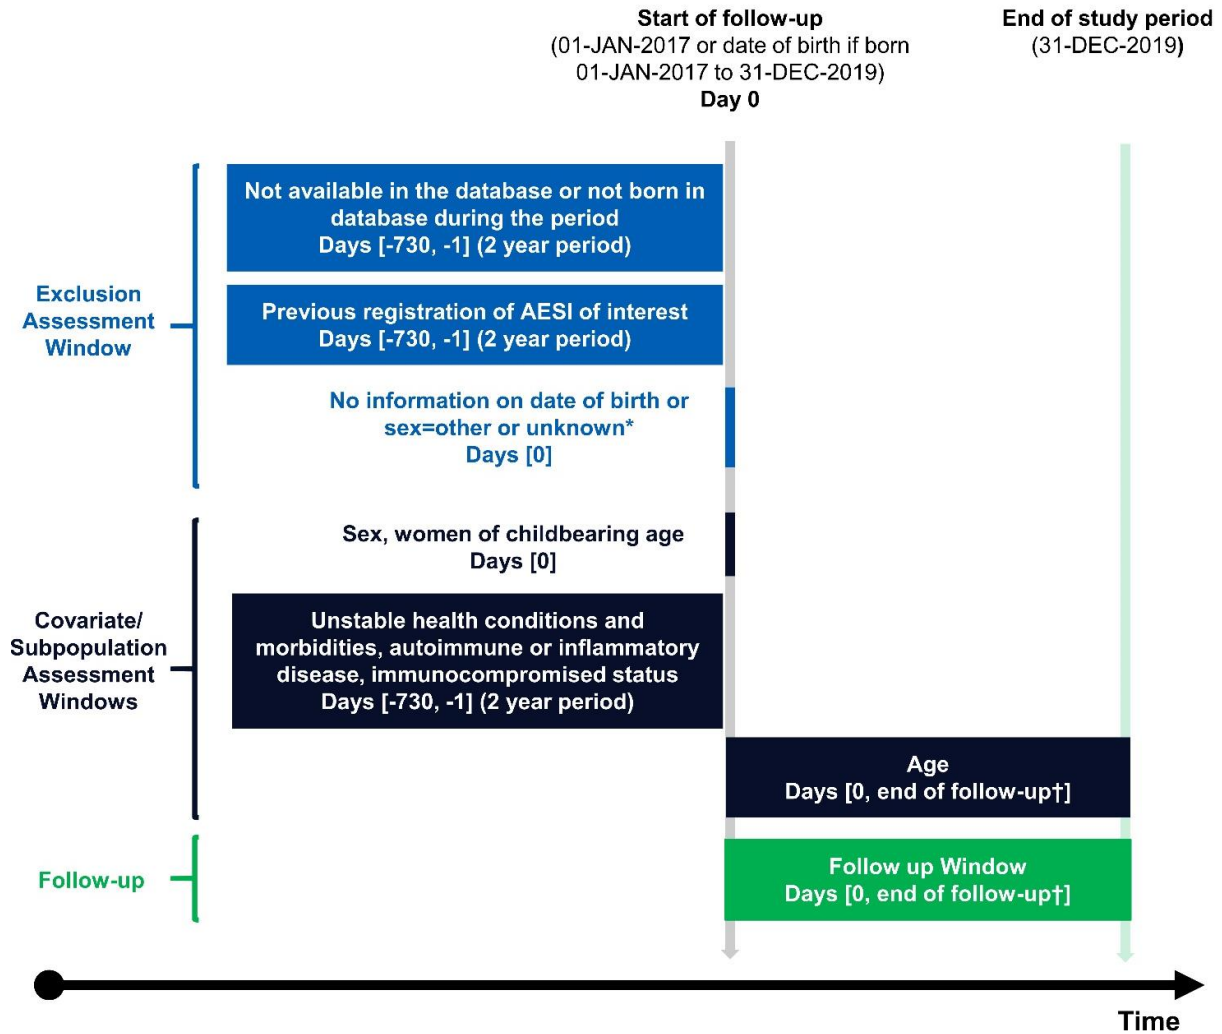 Start of follow-up
(01-JAN-2017 or date of birth if born
01-JAN-2017 to 31-DEC-2019)
Day 0
End of study period
(31-DEC-2019)
Exclusion
Assessment
Window
Not available in the database or not born in
database during the period
Days [-730, -1] (2 year period)
Previous registration of AESI of interest
Days [-730, -1] (2 year period)
No information on date of birth or
sex=other or unknown*
Days [0]
Covariate/
Subpopulation
Assessment
Windows
Sex, women of childbearing age
Days [0]
Unstable health conditions and
morbidities, autoimmune or inflammatory
disease, immunocompromised status
Days [-730, -1] (2 year period)
Age
Days [0, end of follow-up†]
Follow-up
Follow up Window
Days [0, end of follow-up†]
Time